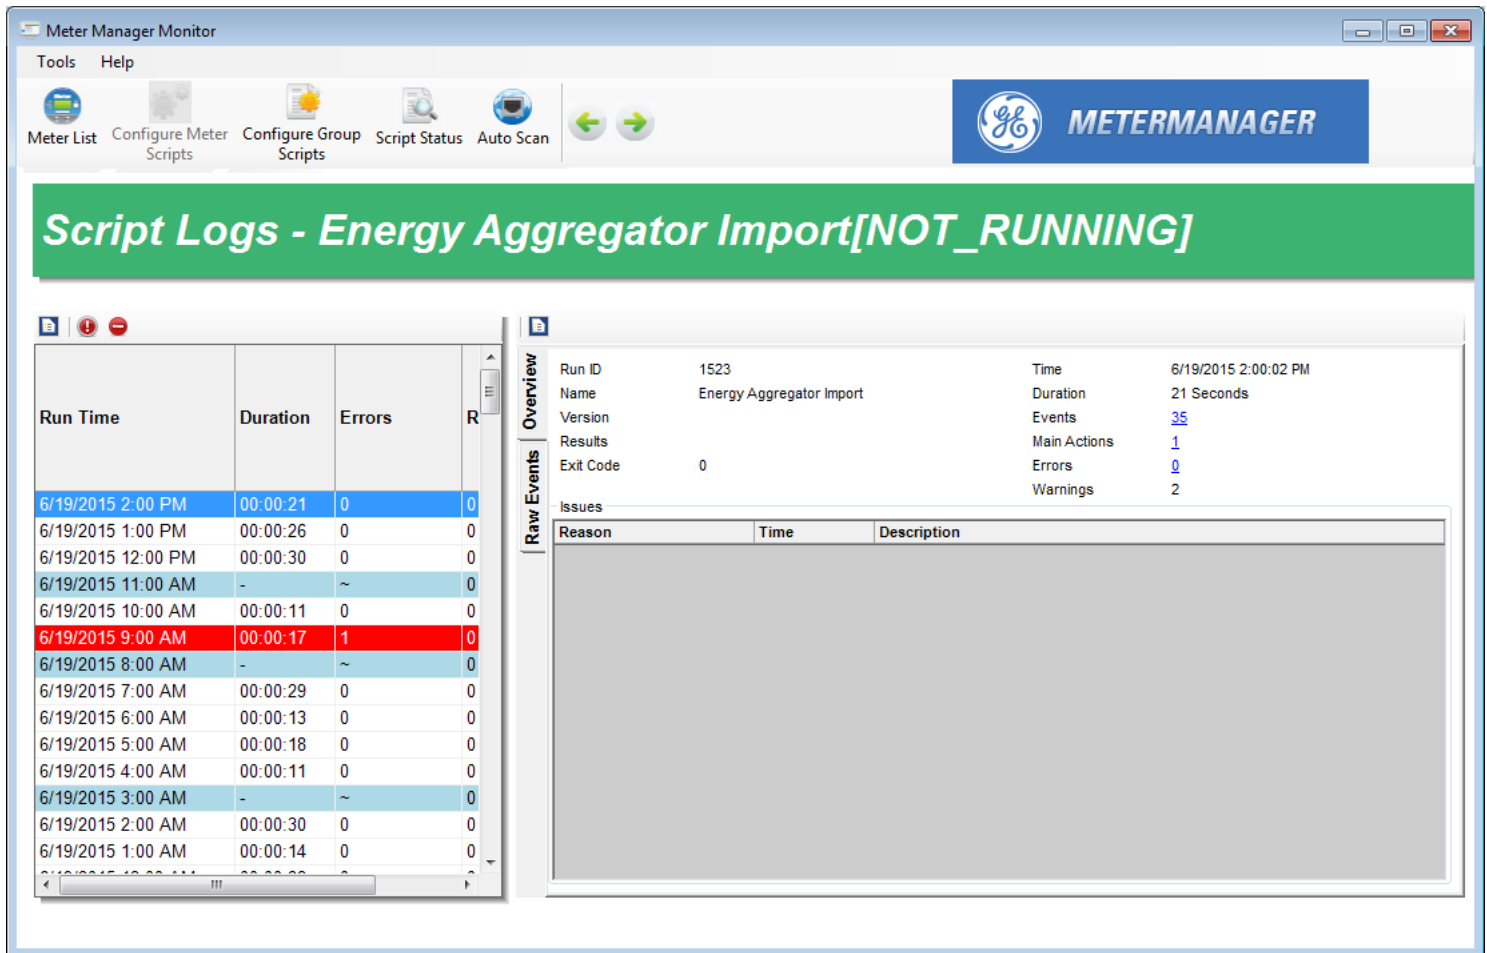 Meter Manager Monitor
Tools Help
Meter List Configure Meter Scripts Configure Group Scripts Script Status Auto Scan
GE METERMANAGER
Script Logs - Energy Aggregator Import[NOT_RUNNING]
Run Time Duration Errors R
6/19/2015 2:00 PM 00:00:21 0 0
6/19/2015 1:00 PM 00:00:26 0 0
6/19/2015 12:00 PM 00:00:30 0 0
6/19/2015 11:00 AM - ~ 0
6/19/2015 10:00 AM 00:00:11 0 0
6/19/2015 9:00 AM 00:00:17 1 0
6/19/2015 8:00 AM - ~ 0
6/19/2015 7:00 AM 00:00:29 0 0
6/19/2015 6:00 AM 00:00:13 0 0
6/19/2015 5:00 AM 00:00:18 0 0
6/19/2015 4:00 AM 00:00:11 0 0
6/19/2015 3:00 AM - ~ 0
6/19/2015 2:00 AM 00:00:30 0 0
6/19/2015 1:00 AM 00:00:14 0 0
Overview
Raw Events
Run ID 1523 Time 6/19/2015 2:00:02 PM
Name Energy Aggregator Import Duration 21 Seconds
Version Events 35
Results Main Actions 1
Exit Code 0 Errors 0
Warnings 2
Issues
Reason Time Description